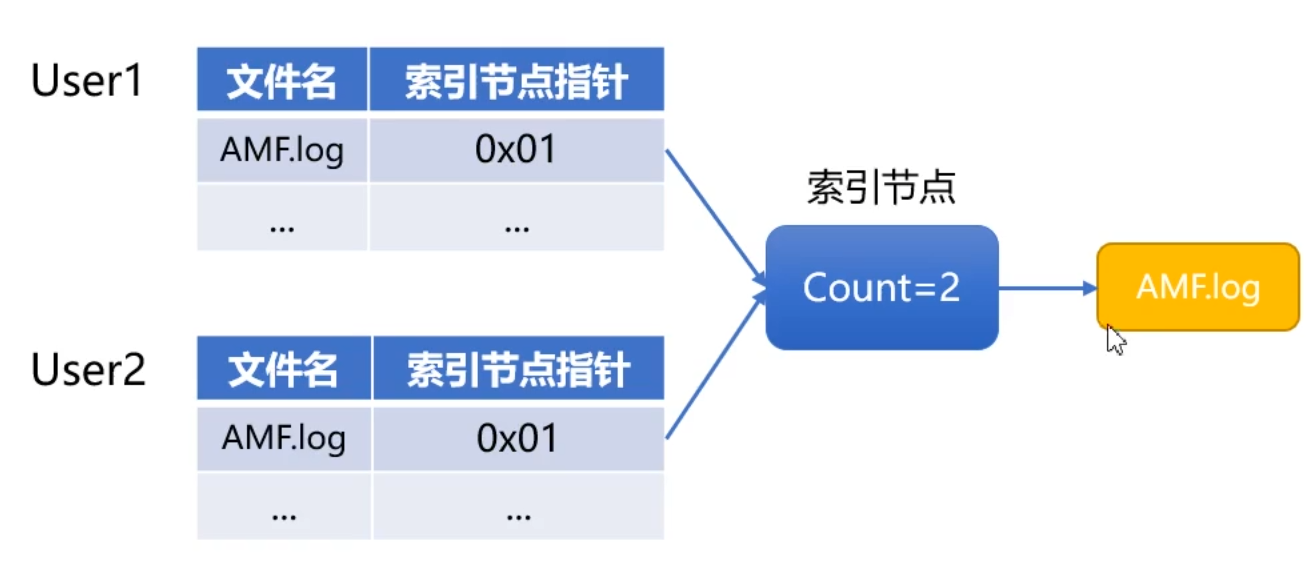 User1
文件名 索引节点指针
AMF.log 0x01
... ...
索引节点
Count=2
AMF.log
User2
文件名 索引节点指针
AMF.log 0x01
... ...